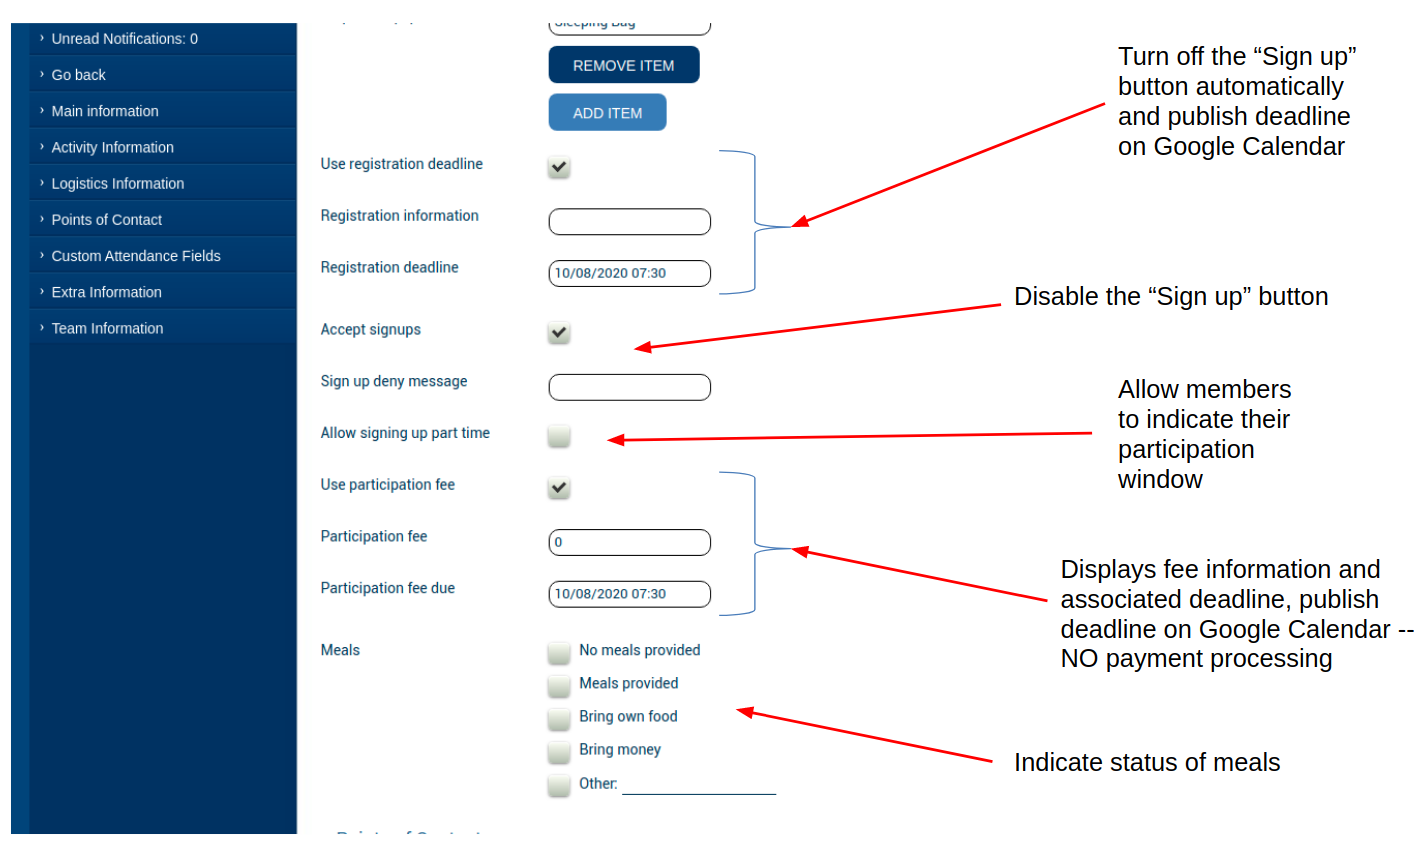 Unread Notifications: 0
Go back
Main information
Activity Information
Logistics Information
Points of Contact
Custom Attendance Fields
Extra Information
Team Information
Sleeping Bag
REMOVE ITEM
ADD ITEM
Use registration deadline
Registration information
Registration deadline
10/08/2020 07:30
Accept signups
Sign up deny message
Allow signing up part time
Use participation fee
Participation fee
0
Participation fee due
10/08/2020 07:30
Meals
No meals provided
Meals provided
Bring own food
Bring money
Other:
Points of Contact
Turn off the “Sign up”
button automatically
and publish deadline
on Google Calendar
Disable the “Sign up” button
Allow members
to indicate their
participation
window
Displays fee information and
associated deadline, publish
deadline on Google Calendar --
NO payment processing
Indicate status of meals